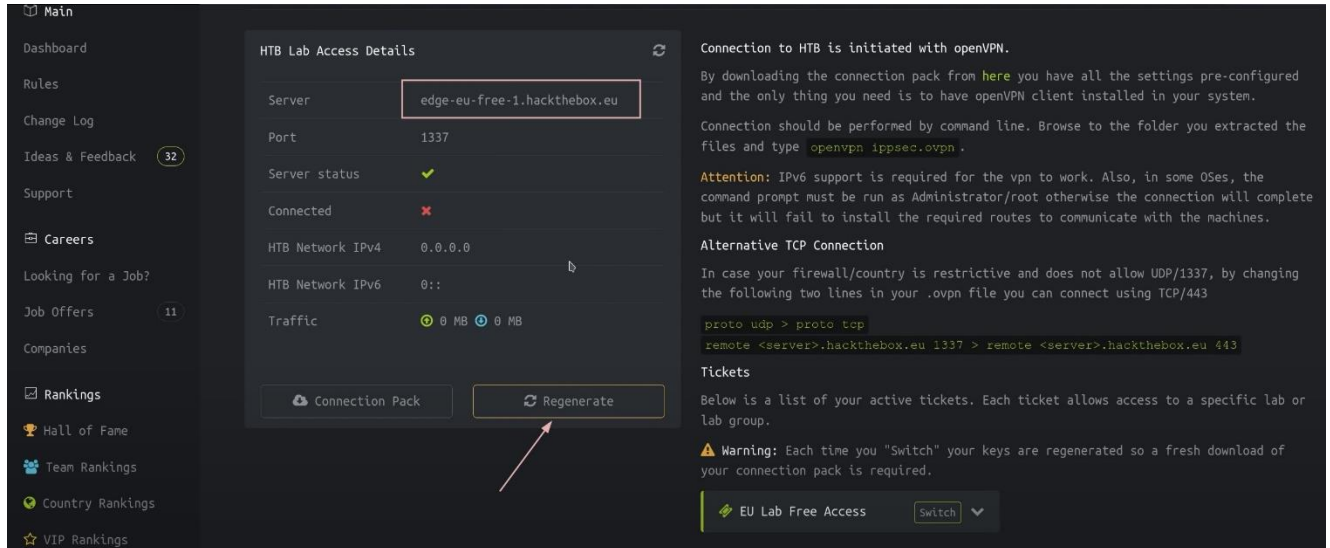 Main
Dashboard
Rules
Change Log
Ideas & Feedback 32
Support
Careers
Looking for a Job?
Job Offers 11
Companies
Rankings
Hall of Fame
Team Rankings
Country Rankings
VIP Rankings
HTB Lab Access Details
Server edge-eu-free-1.hackthebox.eu
Port 1337
Server status
Connected
HTB Network IPv4 0.0.0.0
HTB Network IPv6 0::
Traffic 0 MB 0 MB
Connection Pack Regenerate
Connection to HTB is initiated with openVPN.
By downloading the connection pack from here you have all the settings pre-configured
and the only thing you need is to have openVPN client installed in your system.
Connection should be performed by command line. Browse to the folder you extracted the
files and type openvpn ippsec.ovpn .
Attention: IPv6 support is required for the vpn to work. Also, in some OSes, the
command prompt must be run as Administrator/root otherwise the connection will complete
but it will fail to install the required routes to communicate with the machines.
Alternative TCP Connection
In case your firewall/country is restrictive and does not allow UDP/1337, by changing
the following two lines in your .ovpn file you can connect using TCP/443
proto udp > proto tcp
remote <server>.hackthebox.eu 1337 > remote <server>.hackthebox.eu 443
Tickets
Below is a list of your active tickets. Each ticket allows access to a specific lab or
lab group.
Warning: Each time you "Switch" your keys are regenerated so a fresh download of
your connection pack is required.
EU Lab Free Access Switch